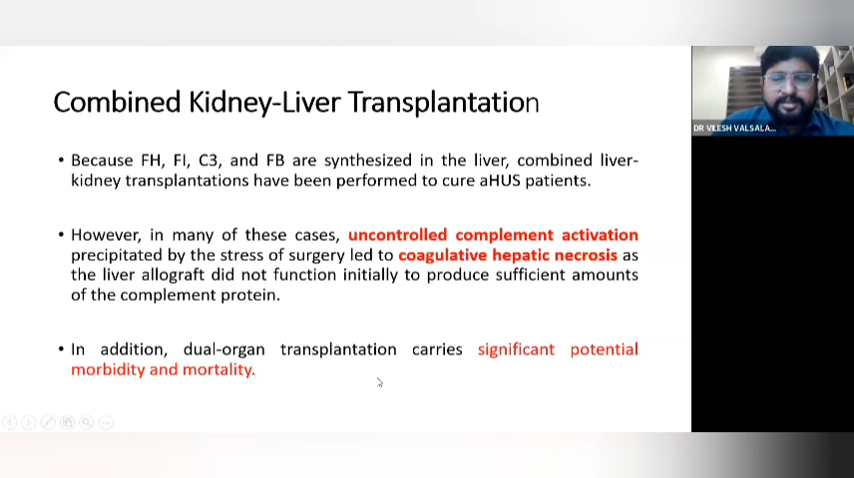 Combined Kidney-Liver Transplantation
• Because FH, FI, C3, and FB are synthesized in the liver, combined liver-
kidney transplantations have been performed to cure aHUS patients.
• However, in many of these cases, uncontrolled complement activation
precipitated by the stress of surgery led to coagulative hepatic necrosis as
the liver allograft did not function initially to produce sufficient amounts
of the complement protein.
• In addition, dual-organ transplantation carries significant potential
morbidity and mortality.
DR VILESH VALSALA...